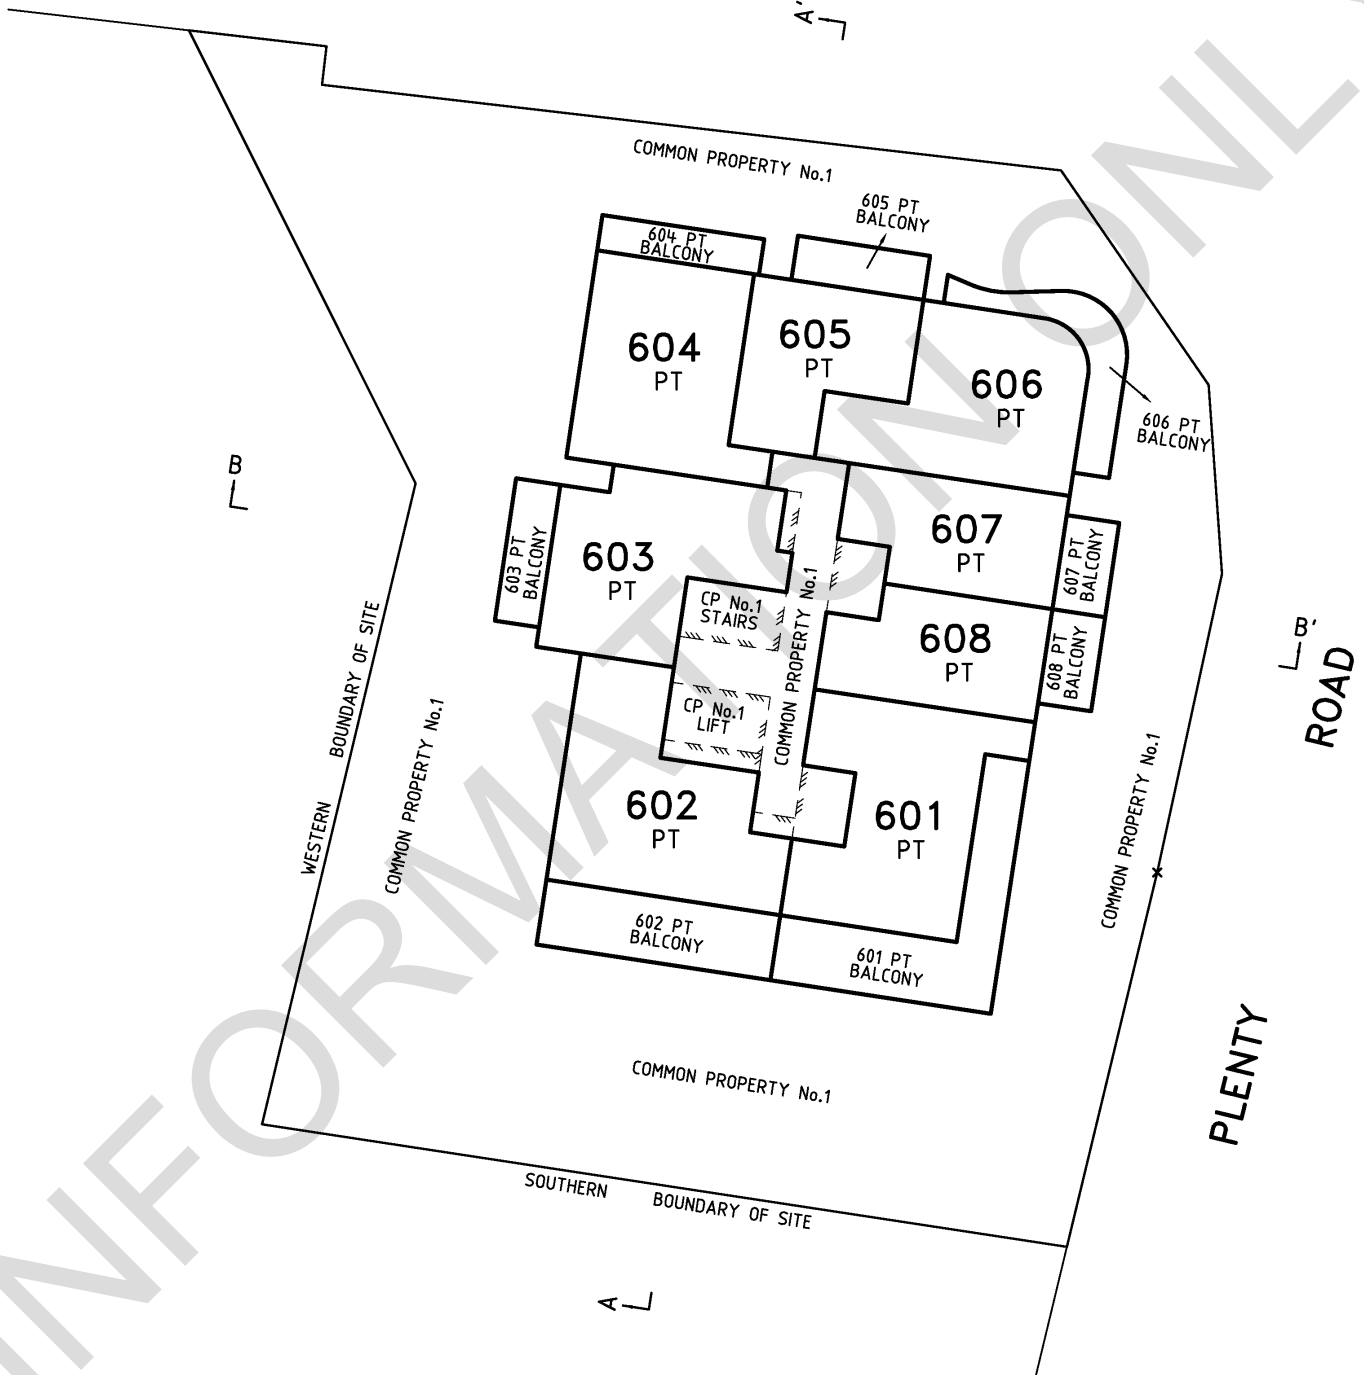 A'
COMMON PROPERTY No.1
605 PT
BALCONY
604 PT
BALCONY
605
PT
604
PT
606
PT
606 PT
BALCONY
B
603 PT
BALCONY
603
PT
607
PT
607 PT
BALCONY
CP No.1
STAIRS
COMMON PROPERTY No.1
608
PT
608 PT
BALCONY
B'
CP No.1
LIFT
WESTERN BOUNDARY OF SITE
COMMON PROPERTY No.1
602
PT
601
PT
COMMON PROPERTY No.1
PLENTY ROAD
602 PT
BALCONY
601 PT
BALCONY
COMMON PROPERTY No.1
SOUTHERN BOUNDARY OF SITE
A
INFORMATION ONL